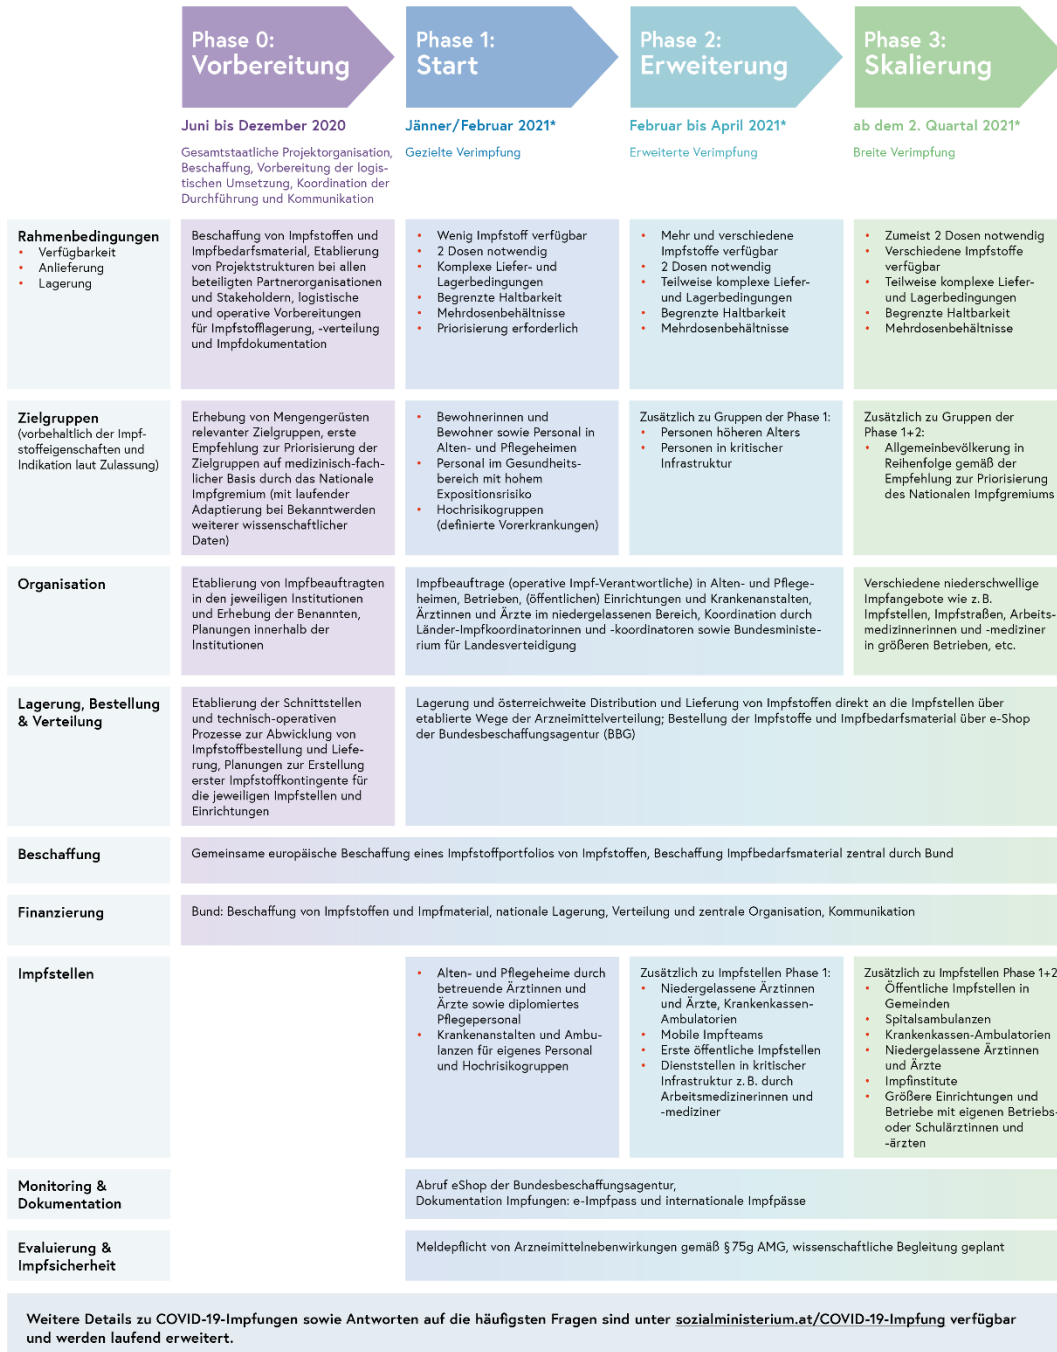 Phase 0:
Vorbereitung
Phase 1:
Start
Phase 2:
Erweiterung
Phase 3:
Skalierung
Juni bis Dezember 2020
Gesamtstaatliche Projektorganisation,
Beschaffung, Vorbereitung der logis-
tischen Umsetzung, Koordination der
Durchführung und Kommunikation
Jänner/Februar 2021*
Gezielte Verimpfung
Februar bis April 2021*
Erweiterte Verimpfung
ab dem 2. Quartal 2021*
Breite Verimpfung
Rahmenbedingungen
• Verfügbarkeit
• Anlieferung
• Lagerung
Beschaffung von Impfstoffen und
Impfbedarfsmaterial, Etablierung
von Projektstrukturen bei allen
beteiligten Partnerorganisationen
und Stakeholdern, logistische
und operative Vorbereitungen
für Impfstofflagerung, -verteilung
und Impfdokumentation
• Wenig Impfstoff verfügbar
• 2 Dosen notwendig
• Komplexe Liefer- und
Lagerbedingungen
• Begrenzte Haltbarkeit
• Mehrdosenbehältnisse
• Priorisierung erforderlich
• Mehr und verschiedene
Impfstoffe verfügbar
• 2 Dosen notwendig
• Teilweise komplexe Liefer-
und Lagerbedingungen
• Begrenzte Haltbarkeit
• Mehrdosenbehältnisse
• Zumeist 2 Dosen notwendig
• Verschiedene Impfstoffe
verfügbar
• Teilweise komplexe Liefer-
und Lagerbedingungen
• Begrenzte Haltbarkeit
• Mehrdosenbehältnisse
Zielgruppen
(vorbehaltlich der Impf-
stoffeigenschaften und
Indikation laut Zulassung)
Erhebung von Mengengerüsten
relevanter Zielgruppen, erste
Empfehlung zur Priorisierung der
Zielgruppen auf medizinisch-fach-
licher Basis durch das Nationale
Impfgremium (mit laufender
Adaptierung bei Bekanntwerden
weiterer wissenschaftlicher
Daten)
• Bewohnerinnen und
Bewohner sowie Personal in
Alten- und Pflegeheimen
• Personal im Gesundheits-
bereich mit hohem
Expositionsrisiko
• Hochrisikogruppen
(definierte Vorerkrankungen)
Zusätzlich zu Gruppen der Phase 1:
• Personen höheren Alters
• Personen in kritischer
Infrastruktur
Zusätzlich zu Gruppen der
Phase 1+2:
• Allgemeinbevölkerung in
Reihenfolge gemäß der
Empfehlung zur Priorisierung
des Nationalen Impfgremiums
Organisation
Etablierung von Impfbeauftragten
in den jeweiligen Institutionen
und Erhebung der Benannten,
Planungen innerhalb der
Institutionen
Impfbeauftrage (operative Impf-Verantwortliche) in Alten- und Pflege-
heimen, Betrieben, (öffentlichen) Einrichtungen und Krankenanstalten,
Ärztinnen und Ärzte im niedergelassenen Bereich, Koordination durch
Länder-Impfkoordinatorinnen und -koordinatoren sowie Bundesministe-
rium für Landesverteidigung
Verschiedene niederschwellige
Impfangebote wie z. B.
Impfstellen, Impfstraßen, Arbeits-
medizinnerinnen und -mediziner
in größeren Betrieben, etc.
Lagerung, Bestellung
& Verteilung
Etablierung der Schnittstellen
und technisch-operativen
Prozesse zur Abwicklung von
Impfstoffbestellung und Liefe-
rung, Planungen zur Erstellung
erster Impfstoffkontingente für
die jeweiligen Impfstellen und
Einrichtungen
Lagerung und österreichweite Distribution und Lieferung von Impfstoffen direkt an die Impfstellen über
etablierte Wege der Arzneimittelverteilung; Bestellung der Impfstoffe und Impfbedarfsmaterial über e-Shop
der Bundesbeschaffungsagentur (BBG)
Beschaffung
Gemeinsame europäische Beschaffung eines Impfstoffportfolios von Impfstoffen, Beschaffung Impfbedarfsmaterial zentral durch Bund
Finanzierung
Bund: Beschaffung von Impfstoffen und Impfmaterial, nationale Lagerung, Verteilung und zentrale Organisation, Kommunikation
Impfstellen
• Alten- und Pflegeheime durch
betreuende Ärztinnen und
Ärzte sowie diplomiertes
Pflegepersonal
• Krankenanstalten und Ambu-
lanzen für eigenes Personal
und Hochrisikogruppen
Zusätzlich zu Impfstellen Phase 1:
• Niedergelassene Ärztinnen
und Ärzte, Krankenkassen-
Ambulatorien
• Mobile Impfteams
• Erste öffentliche Impfstellen
• Dienststellen in kritischer
Infrastruktur z. B. durch
Arbeitsmedizinerinnen und
-mediziner
Zusätzlich zu Impfstellen Phase 1+2
• Öffentliche Impfstellen in
Gemeinden
• Spitalsambulanzen
• Krankenkassen-Ambulatorien
• Niedergelassene Ärztinnen
und Ärzte
• Impfinstitute
• Größere Einrichtungen und
Betriebe mit eigenen Betriebs-
oder Schulärztinnen und
-ärzten
Monitoring &
Dokumentation
Abruf eShop der Bundesbeschaffungsagentur,
Dokumentation Impfungen: e-Impfpass und internationale Impfpässe
Evaluierung &
Impfsicherheit
Meldepflicht von Arzneimittelnebenwirkungen gemäß § 75g AMG, wissenschaftliche Begleitung geplant
Weitere Details zu COVID-19-Impfungen sowie Antworten auf die häufigsten Fragen sind unter sozialministerium.at/COVID-19-Impfung verfügbar
und werden laufend erweitert.